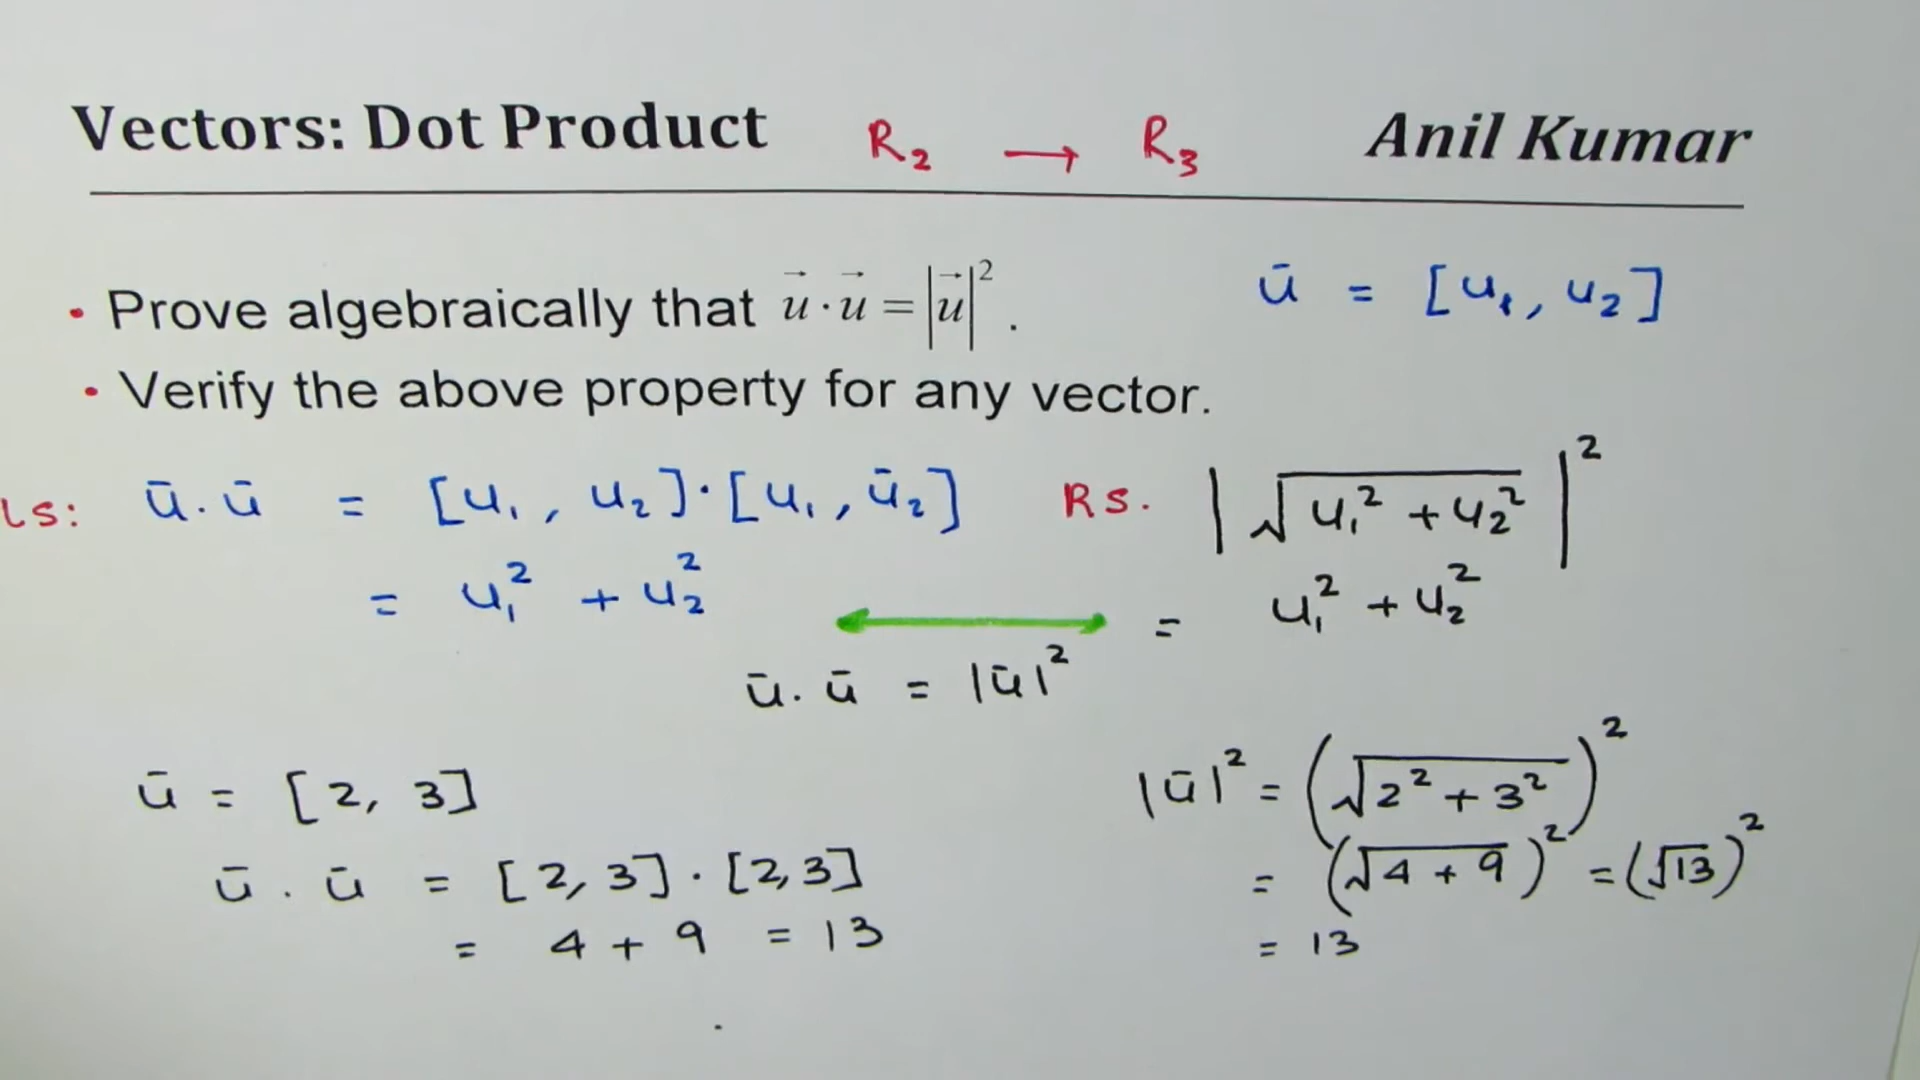 Vectors: Dot Product R₂ → R₃ Anil Kumar
• Prove algebraically that u⃗ · u⃗ = |u⃗|². ū = [u₁, u₂]
• Verify the above property for any vector.
LS: ū . ū = [u₁, u₂] · [u₁, ū₂] RS. |√(u₁² + u₂²)|²
= u₁² + u₂² = u₁² + u₂²
ū . ū = |ū|²
ū = [2, 3] |ū|² = (√(2² + 3²))²
ū . ū = [2, 3] · [2, 3] = (√(4 + 9))² = (√13)²
= 4 + 9 = 13 = 13